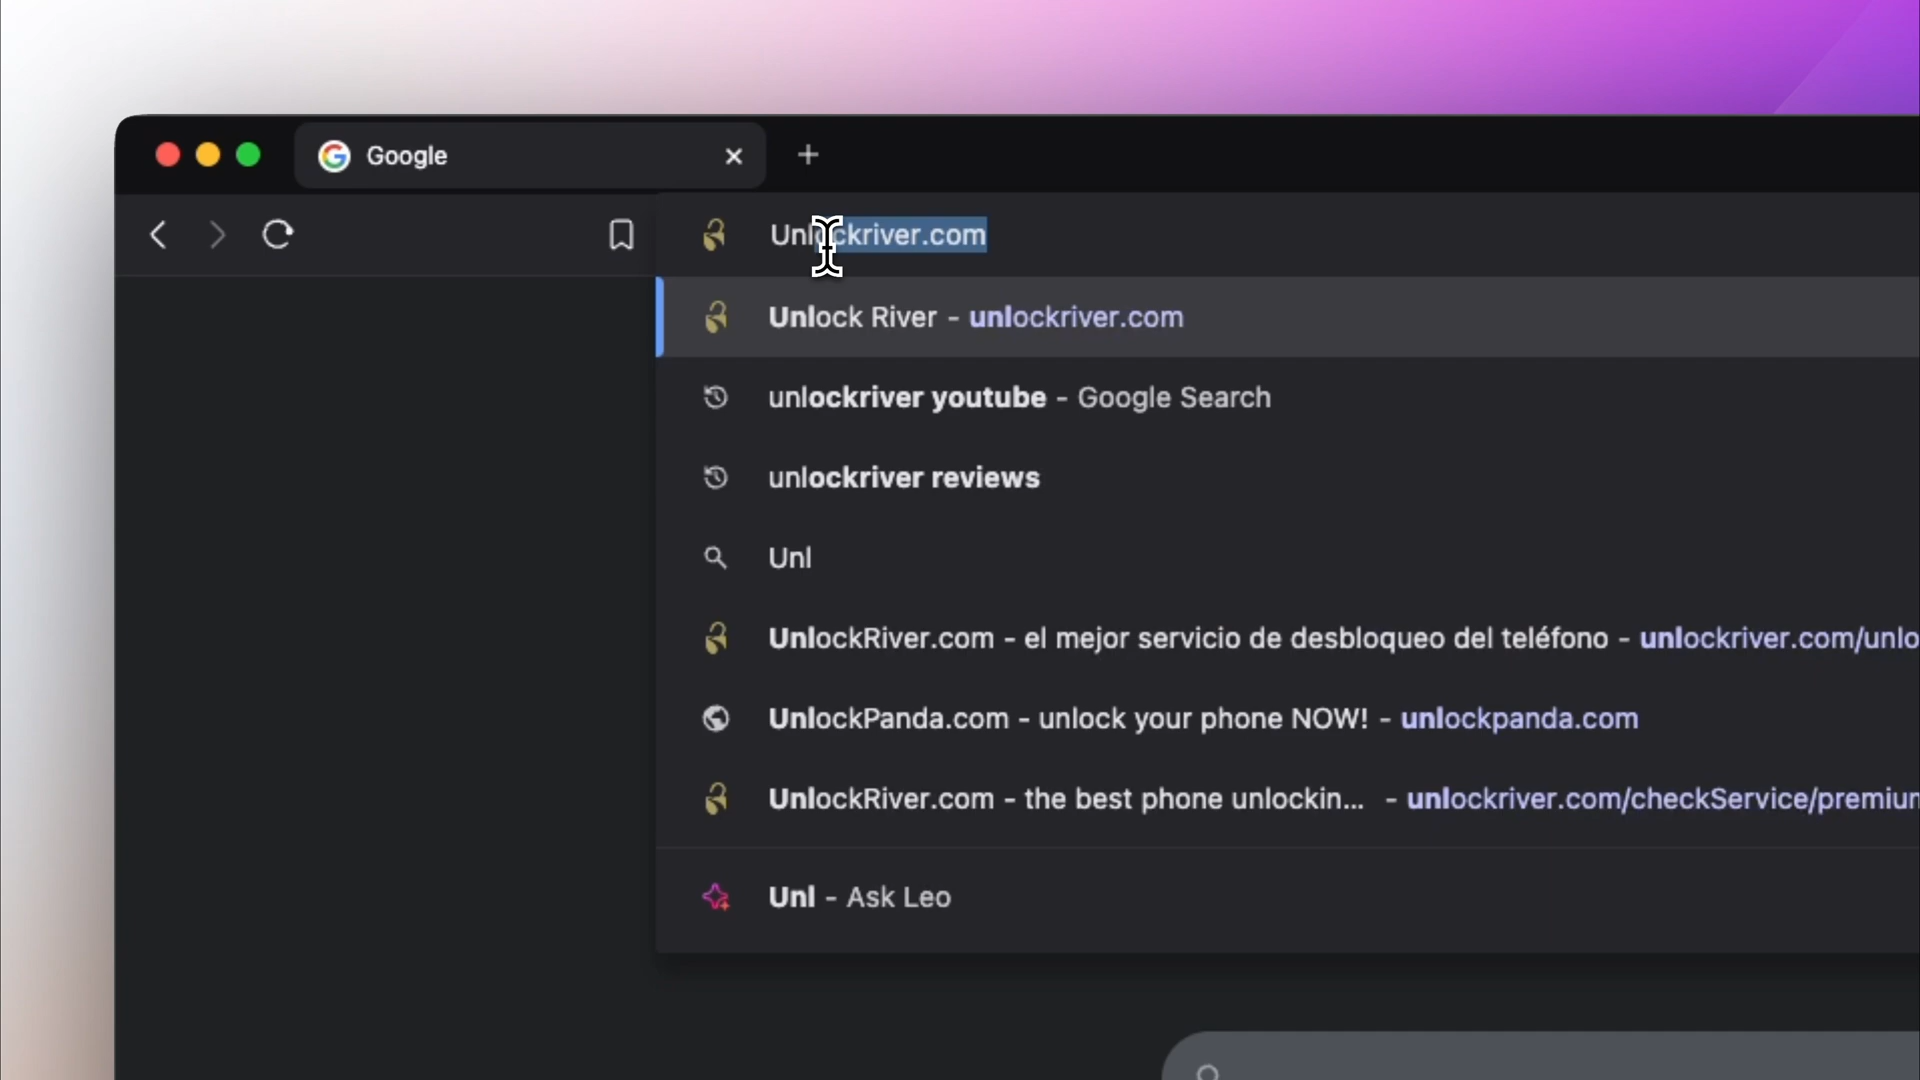 Google
Unlockriver.com
Unlock River - unlockriver.com
unlockriver youtube - Google Search
unlockriver reviews
Unl
UnlockRiver.com - el mejor servicio de desbloqueo del teléfono - unlockriver.com/unlo
UnlockPanda.com - unlock your phone NOW! - unlockpanda.com
UnlockRiver.com - the best phone unlockin... - unlockriver.com/checkService/premium
Unl - Ask Leo